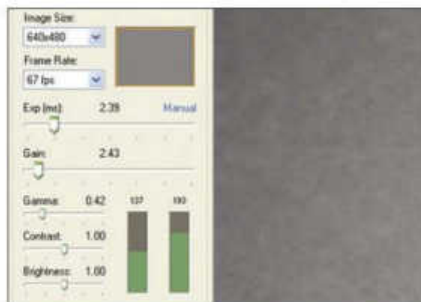 Image Size:
640x480
Frame Rate:
67 fps
Exp (ms): 2.39 Manual
Gain: 2.43
Gamma: 0.42 137 193
Contrast: 1.00
Brightness: 1.00